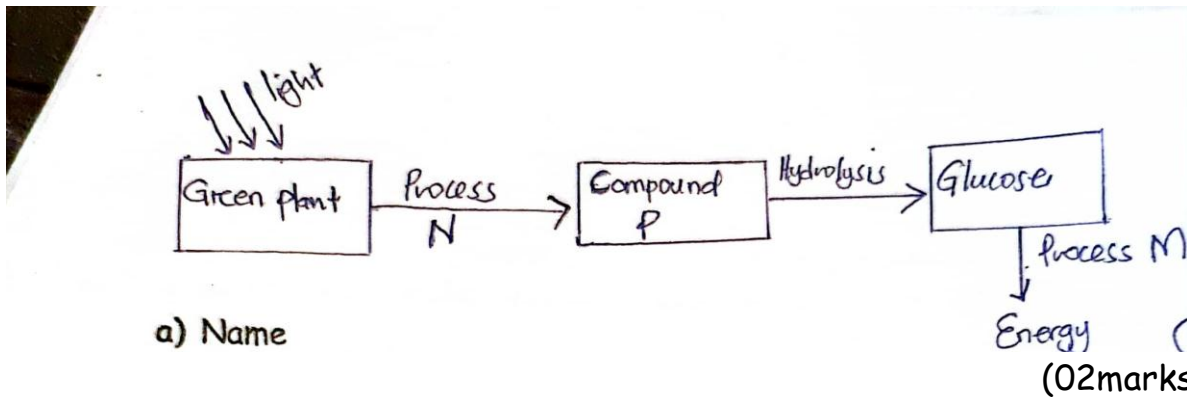 light
Green plant
Process
N
Compound
P
Hydrolysis
Glucose
Process M
Energy (
a) Name
(02marks